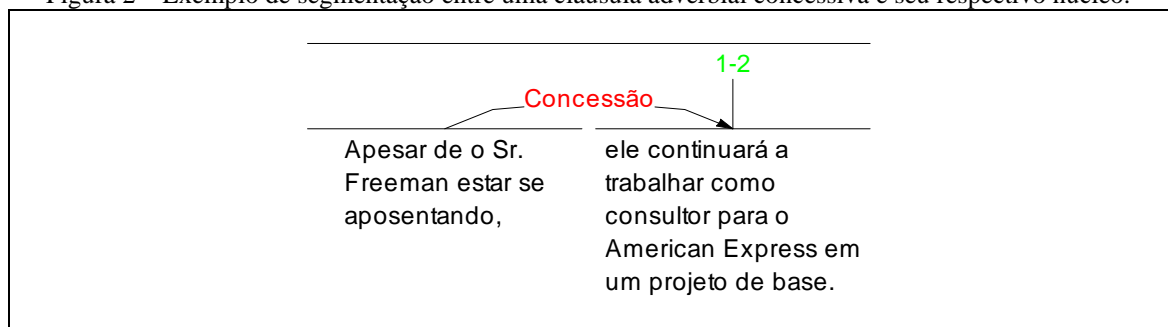 Figura 2 – Exemplo de segmentação entre uma cláusula adverbial concessiva e seu respectivo núcleo.
1-2
Concessão
Apesar de o Sr.
Freeman estar se
aposentando,
ele continuará a
trabalhar como
consultor para o
American Express em
um projeto de base.